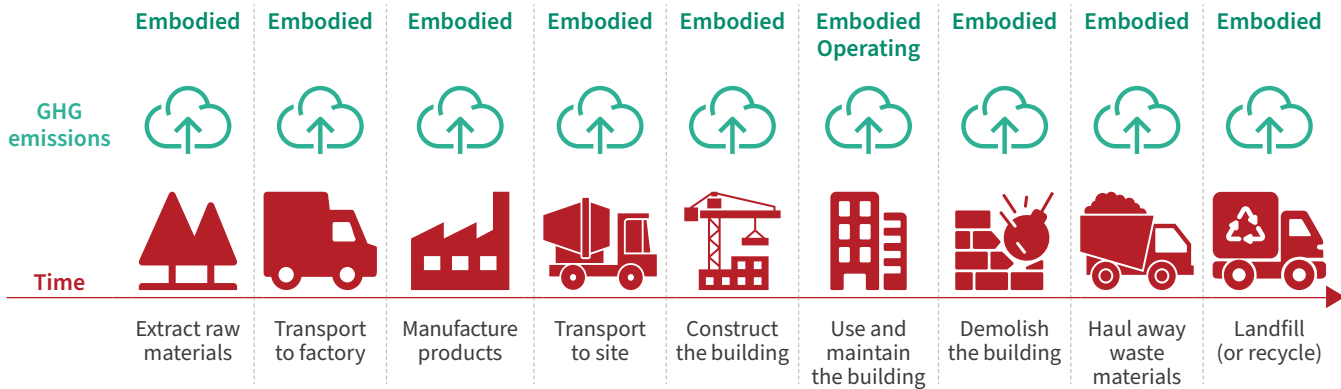 Embodied
Embodied
Embodied
Embodied
Embodied
Embodied
Operating
Embodied
Embodied
Embodied
GHG
emissions
Time
Extract raw
materials
Transport
to factory
Manufacture
products
Transport
to site
Construct
the building
Use and
maintain
the building
Demolish
the building
Haul away
waste
materials
Landfill
(or recycle)